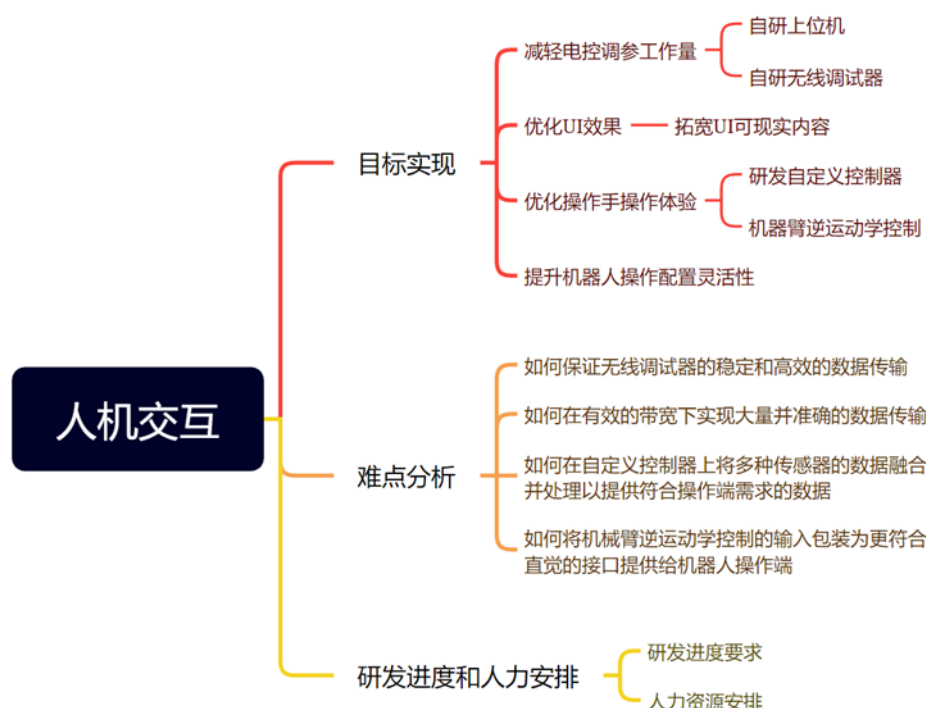 人机交互
目标实现
减轻电控调参工作量
自研上位机
自研无线调试器
优化UI效果
拓宽UI可现实内容
优化操作手操作体验
研发自定义控制器
机器臂逆运动学控制
提升机器人操作配置灵活性
难点分析
如何保证无线调试器的稳定和高效的数据传输
如何在有效的带宽下实现大量并准确的数据传输
如何在自定义控制器上将多种传感器的数据融合
并处理以提供符合操作端需求的数据
如何将机械臂逆运动学控制的输入包装为更符合
直觉的接口提供给机器人操作端
研发进度和人力安排
研发进度要求
人力资源安排